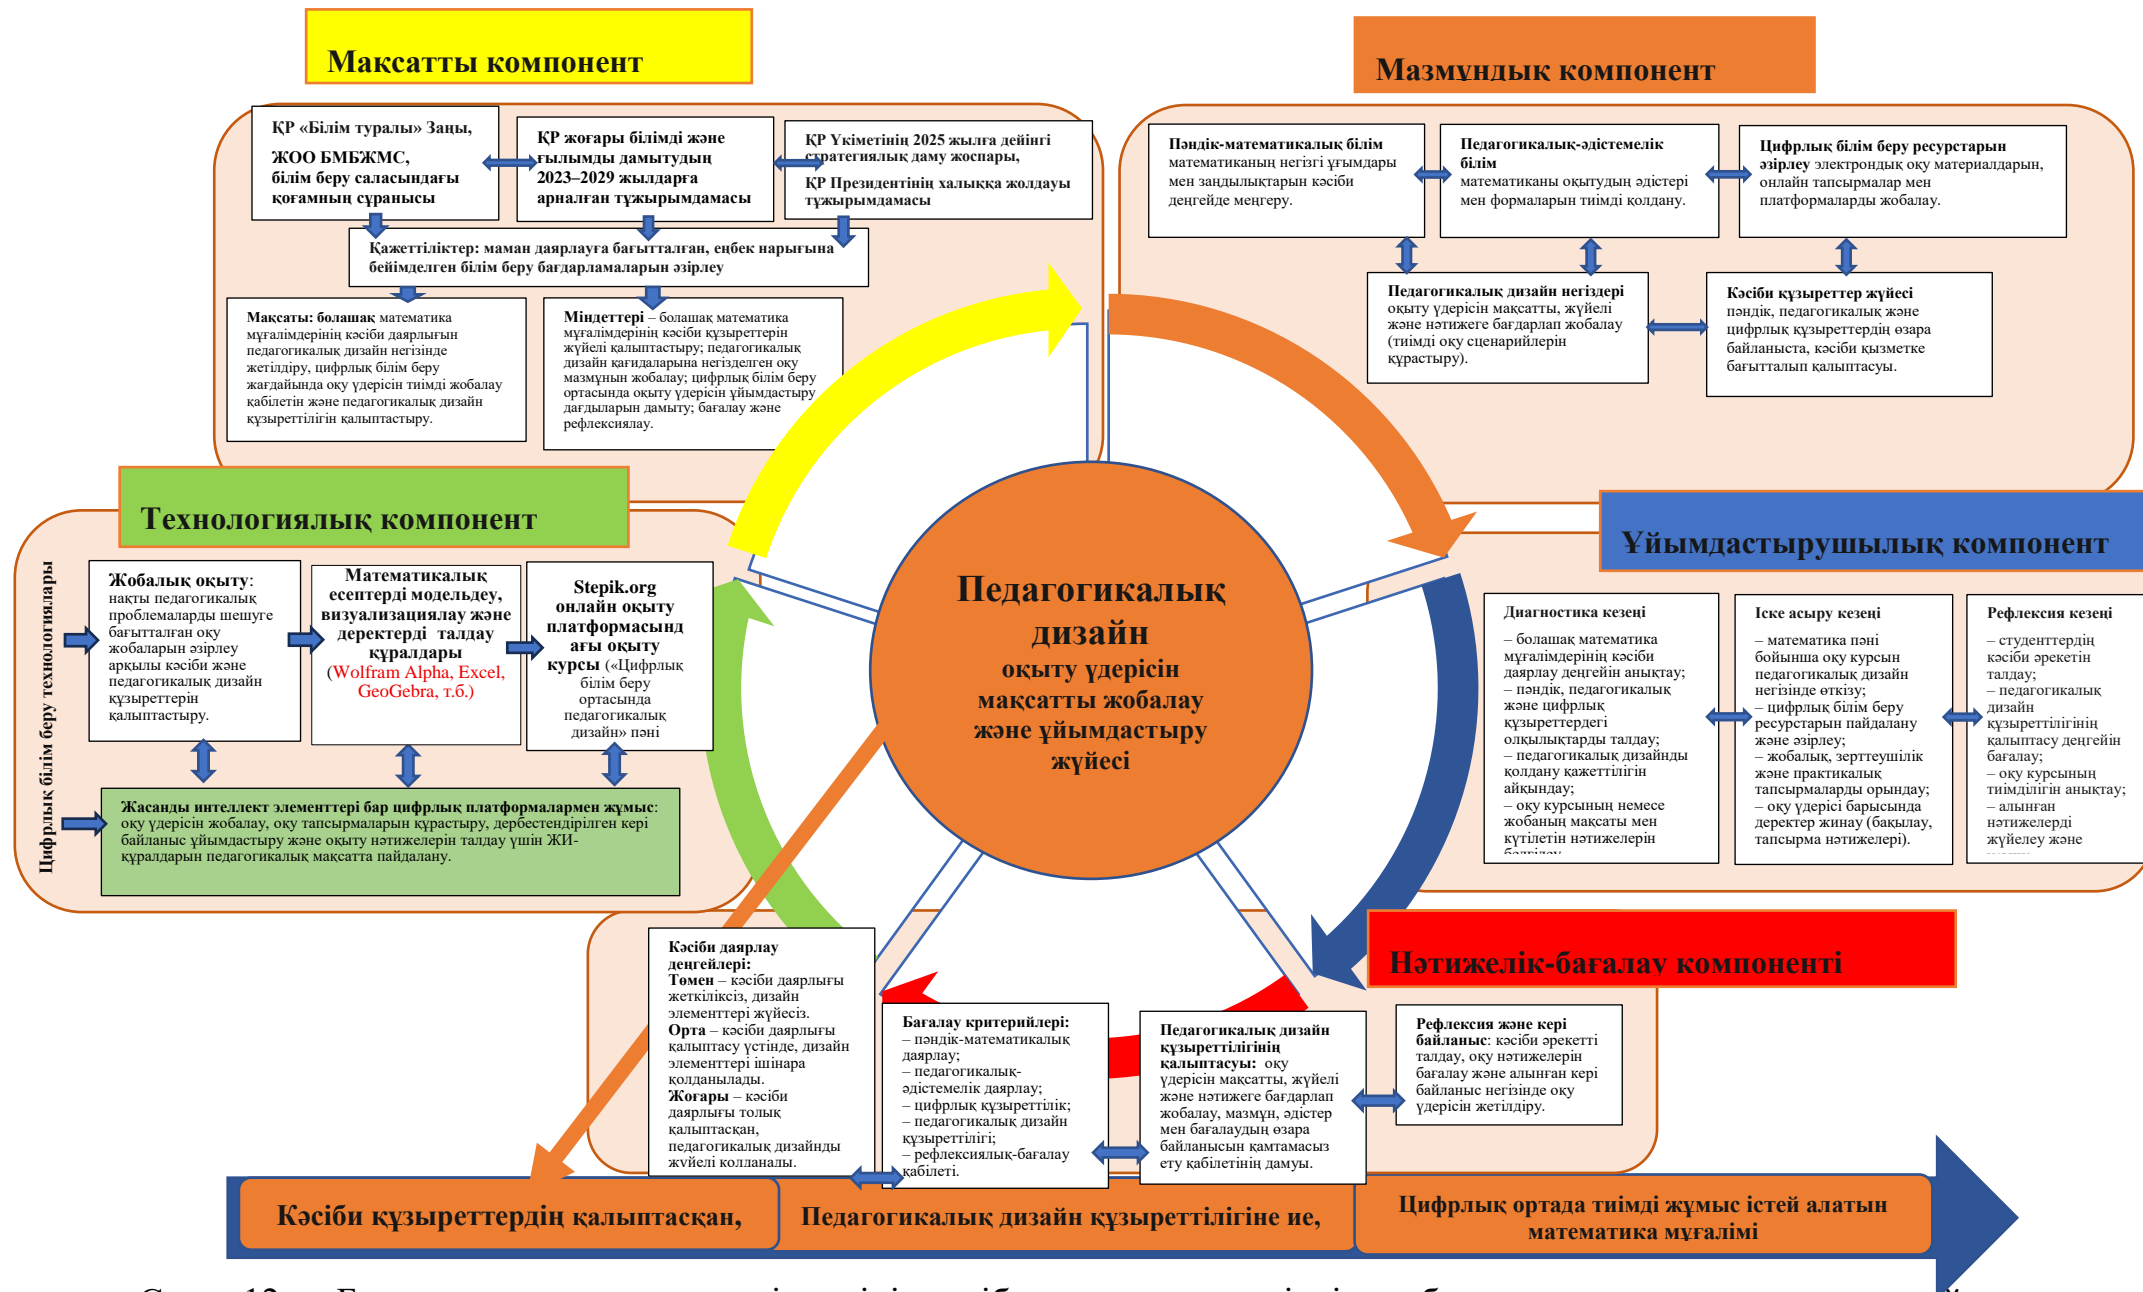 Мақсатты компонент
ҚР «Білім туралы» Заңы,
ЖОО БМБЖМС,
білім беру саласындағы
қоғамның сұранысы
ҚР жоғары білімді және
ғылымды дамытудың
2023–2029 жылдарға
арналған тұжырымдамасы
ҚР Үкіметінің 2025 жылға дейінгі
стратегиялық даму жоспары,
ҚР Президентінің халыққа жолдауы
тұжырымдамасы
Қажеттіліктер: маман даярлауға бағытталған, еңбек нарығына
бейімделген білім беру бағдарламаларын әзірлеу
Мақсаты: болашақ математика
мұғалімдерінің кәсіби даярлығын
педагогикалық дизайн негізінде
жетілдіру, цифрлық білім беру
жағдайында оқу үдерісін тиімді жобалау
қабілетін және педагогикалық дизайн
құзыреттілігін қалыптастыру.
Міндеттері – болашақ математика
мұғалімдерінің кәсіби құзыреттерін
жүйелі қалыптастыру; педагогикалық
дизайн қағидаларына негізделген оқу
мазмұнын жобалау; цифрлық білім беру
ортасында оқыту үдерісін ұйымдастыру
дағдыларын дамыту; бағалау және
рефлексиялау.
Мазмұндық компонент
Пәндік-математикалық білім
математиканың негізгі ұғымдары
мен заңдылықтарын кәсіби
деңгейде меңгеру.
Педагогикалық-әдістемелік
білім
математиканы оқытудың әдістері
мен формаларын тиімді қолдану.
Цифрлық білім беру ресурстарын
әзірлеу электрондық оқу материалдарын,
онлайн тапсырмалар мен
платформаларды жобалау.
Педагогикалық дизайн негіздері
оқыту үдерісін мақсатты, жүйелі
және нәтижеге бағдарлап жобалау
(тиімді оқу сценарийлерін
құрастыру).
Кәсіби құзыреттер жүйесі
пәндік, педагогикалық және
цифрлық құзыреттердің өзара
байланыста, кәсіби қызметке
бағытталып қалыптасуы.
Технологиялық компонент
Цифрлық білім беру технологиялары
Жобалық оқыту:
нақты педагогикалық
проблемаларды шешуге
бағытталған оқу
жобаларын әзірлеу
арқылы кәсіби және
педагогикалық дизайн
құзыреттерін
қалыптастыру.
Математикалық
есептерді модельдеу,
визуализациялау және
деректерді талдау
құралдары
(Wolfram Alpha, Excel,
GeoGebra, т.б.)
Stepik.org
онлайн оқыту
платформасынд
ағы оқыту
курсы («Цифрлық
білім беру
ортасында
педагогикалық
дизайн» пәні
Жасанды интеллект элементтері бар цифрлық платформалармен жұмыс:
оқу үдерісін жобалау, оқу тапсырмаларын құрастыру, дербестендірілген кері
байланыс ұйымдастыру және оқыту нәтижелерін талдау үшін ЖИ-
құралдарын педагогикалық мақсатта пайдалану.
Педагогикалық
дизайн
оқыту үдерісін
мақсатты жобалау
және ұйымдастыру
жүйесі
Ұйымдастырушылық компонент
Диагностика кезеңі
– болашақ математика
мұғалімдерінің кәсіби
даярлау деңгейін анықтау;
– пәндік, педагогикалық
және цифрлық
құзыреттердегі
олқылықтарды талдау;
– педагогикалық дизайнды
қолдану қажеттілігін
айқындау;
– оқу курсының немесе
жобаның мақсаты мен
күтілетін нәтижелерін
белгілеу.
Іске асыру кезеңі
– математика пәні
бойынша оқу курсын
педагогикалық дизайн
негізінде өткізу;
– цифрлық білім беру
ресурстарын пайдалану
және әзірлеу;
– жобалық, зерттеушілік
және практикалық
тапсырмаларды орындау;
– оқу үдерісі барысында
деректер жинау (бақылау,
тапсырма нәтижелері).
Рефлексия кезеңі
– студенттердің
кәсіби әрекетін
талдау;
– педагогикалық
дизайн
құзыреттілігінің
қалыптасу деңгейін
бағалау;
– оқу курсының
тиімділігін анықтау;
– алынған
нәтижелерді
жүйелеу және
Нәтижелік-бағалау компоненті
Кәсіби даярлау
деңгейлері:
Төмен – кәсіби даярлығы
жеткіліксіз, дизайн
элементтері жүйесіз.
Орта – кәсіби даярлығы
қалыптасу үстінде, дизайн
элементтері ішінара
қолданылады.
Жоғары – кәсіби
даярлығы толық
қалыптасқан,
педагогикалық дизайнды
жүйелі қолданады.
Бағалау критерийлері:
– пәндік-математикалық
даярлау;
– педагогикалық-
әдістемелік даярлау;
– цифрлық құзыреттілік;
– педагогикалық дизайн
құзыреттілігі;
– рефлексиялық-бағалау
қабілеті.
Педагогикалық дизайн
құзыреттілігінің
қалыптасуы: оқу
үдерісін мақсатты, жүйелі
және нәтижеге бағдарлап
жобалау, мазмұн, әдістер
мен бағалаудың өзара
байланысын қамтамасыз
ету қабілетінің дамуы.
Рефлексия және кері
байланыс: кәсіби әрекетті
талдау, оқу нәтижелерін
бағалау және алынған кері
байланыс негізінде оқу
үдерісін жетілдіру.
Кәсіби құзыреттердің қалыптасқан,
Педагогикалық дизайн құзыреттілігіне ие,
Цифрлық ортада тиімді жұмыс істей алатын
математика мұғалімі